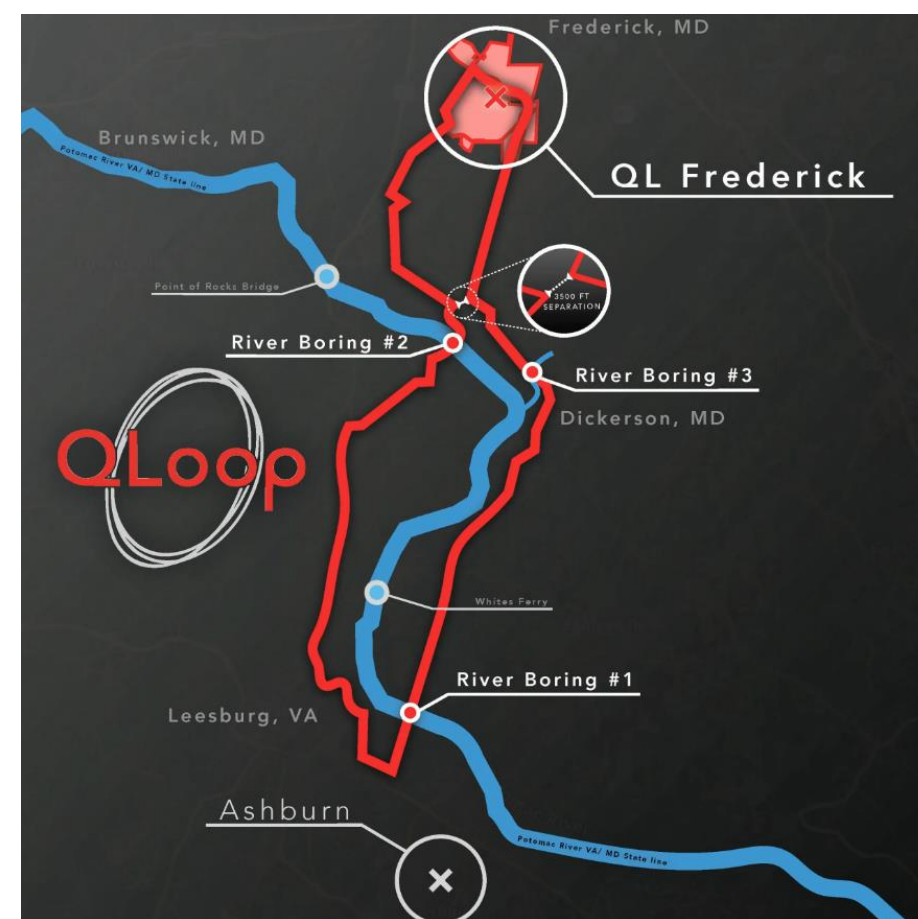 Frederick, MD
Brunswick, MD
Potomac River VA/ MD State line
QL Frederick
Point of Rocks Bridge
3500 FT
SEPARATION
River Boring #2
River Boring #3
Dickerson, MD
QLoop
Whites Ferry
River Boring #1
Leesburg, VA
Ashburn
Potomac River VA/ MD State line